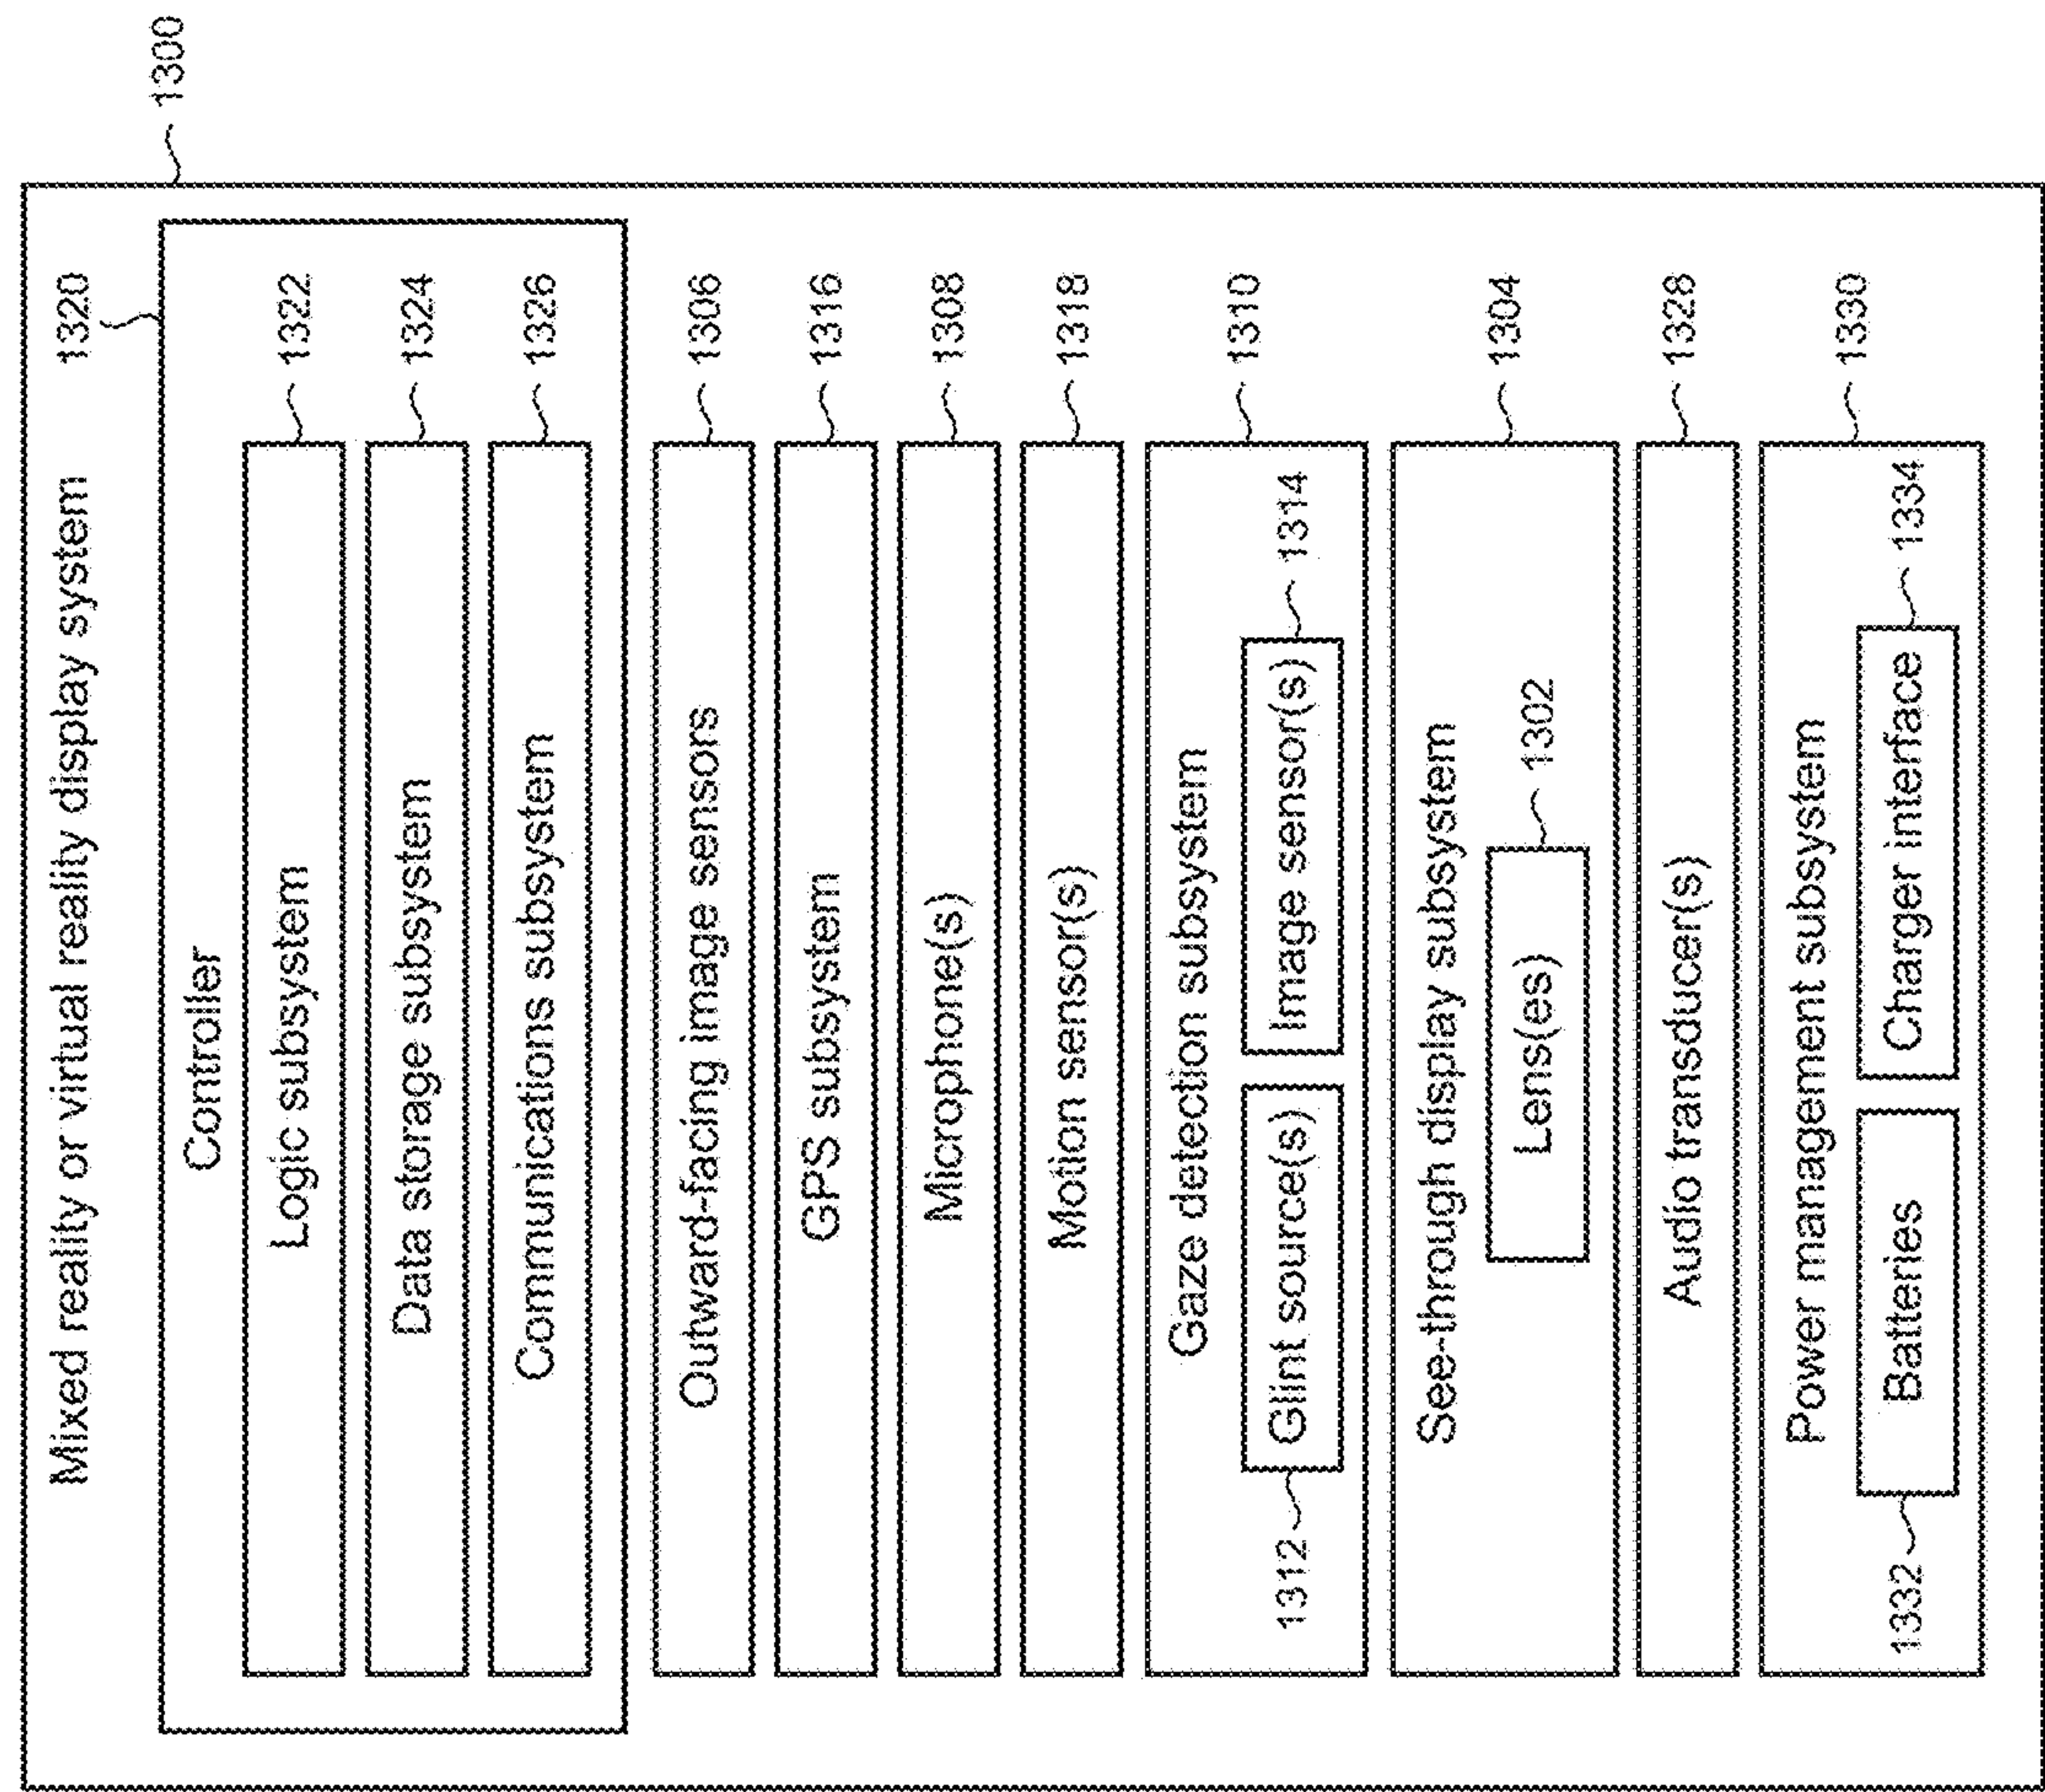 1300
Mixed reality or virtual reality display system
1320
Controller
Logic subsystem
1322
Data storage subsystem
1324
Communications subsystem
1326
Outward-facing image sensors
1306
GPS subsystem
1316
Microphone(s)
1308
Motion sensor(s)
1318
Gaze detection subsystem
1310
1312
Glint source(s)
Image sensor(s)
1314
See-through display subsystem
1304
Lens(es)
1302
Audio transducer(s)
1328
Power management subsystem
1330
1332
Batteries
Charger interface
1334